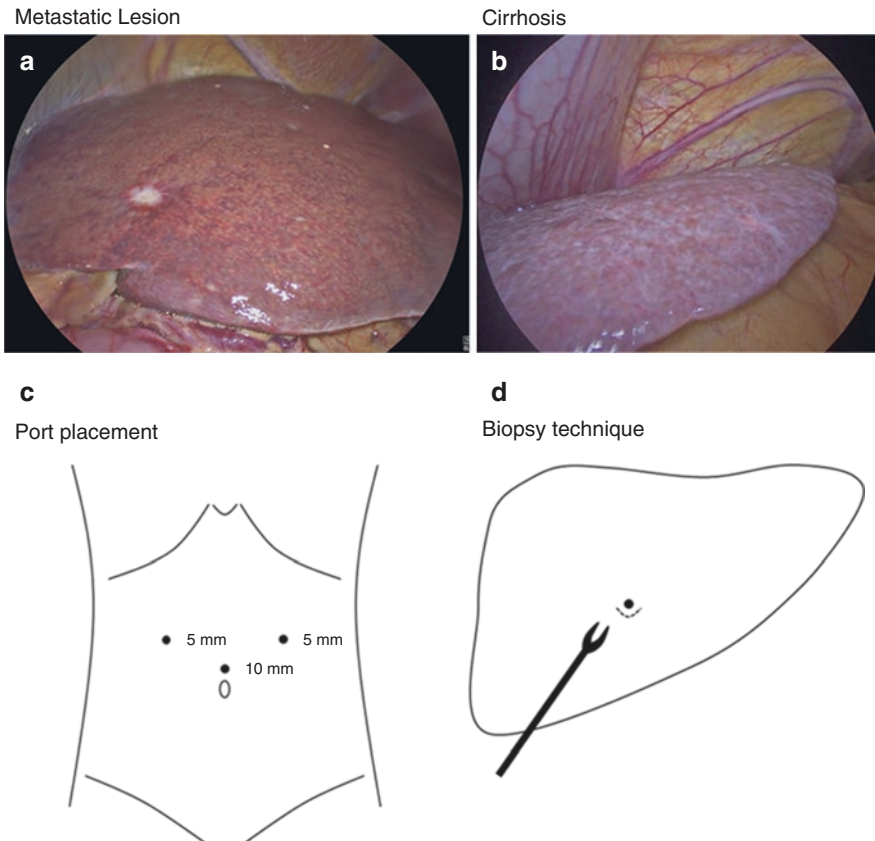 Metastatic Lesion
Cirrhosis
a
b
c
d
Port placement
Biopsy technique
5 mm
5 mm
10 mm